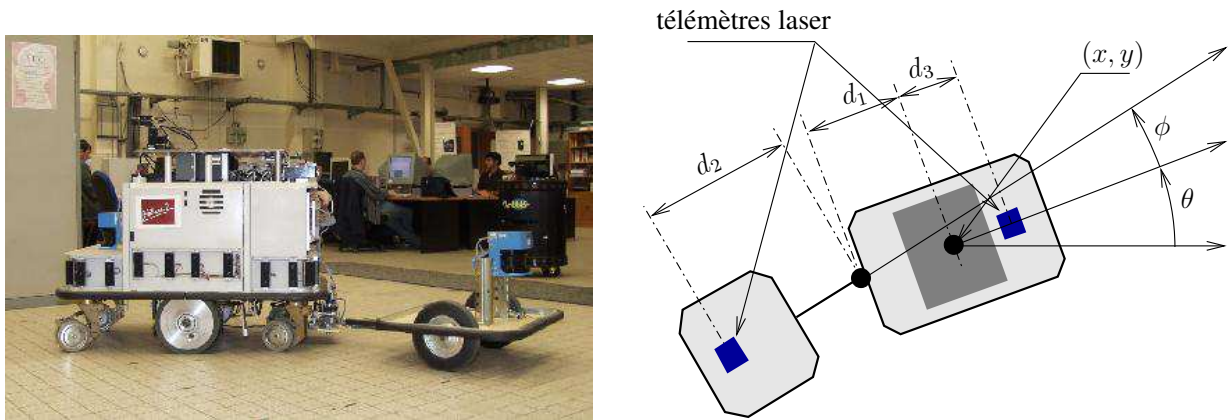 télémètres laser
(x, y)
d₃
d₁
d₂
ϕ
θ